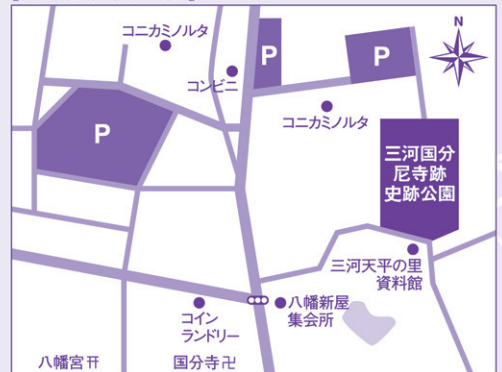 コニカミノルタ
N
P
P
コンビニ
コニカミノルタ
P
三河国分
尼寺跡
史跡公園
三河天平の里
資料館
八幡新屋
集会所
コイン
ランドリー
八幡宮
国分寺卍